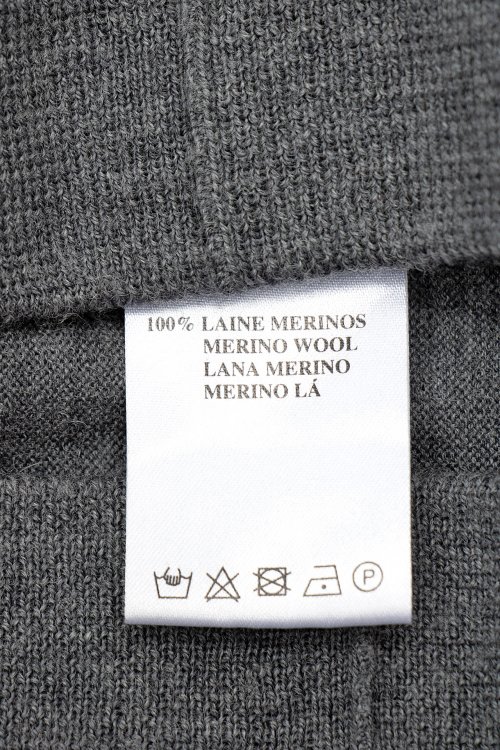 100% LAINE MERINOS
MERINO WOOL
LANA MERINO
MERINO LÁ
P